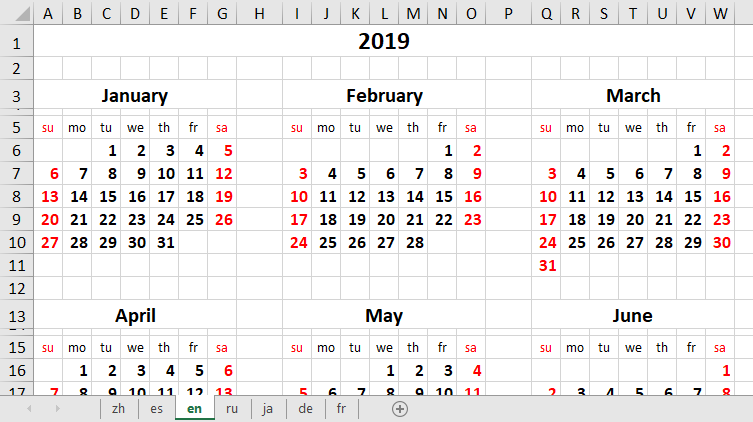 A B C D E F G H I J K L M N O P Q R S T U V W
1 2019
2
3 January February March
5 su mo tu we th fr sa su mo tu we th fr sa su mo tu we th fr sa
6 1 2 3 4 5 1 2 1 2
7 6 7 8 9 10 11 12 3 4 5 6 7 8 9 3 4 5 6 7 8 9
8 13 14 15 16 17 18 19 10 11 12 13 14 15 16 10 11 12 13 14 15 16
9 20 21 22 23 24 25 26 17 18 19 20 21 22 23 17 18 19 20 21 22 23
10 27 28 29 30 31 24 25 26 27 28 24 25 26 27 28 29 30
11 31
12
13 April May June
15 su mo tu we th fr sa su mo tu we th fr sa su mo tu we th fr sa
16 1 2 3 4 5 6 1 2 3 4 1
17 7 8 9 10 11 12 13 5 6 7 8 9 10 11 2 3 4 5 6 7 8
zh es en ru ja de fr